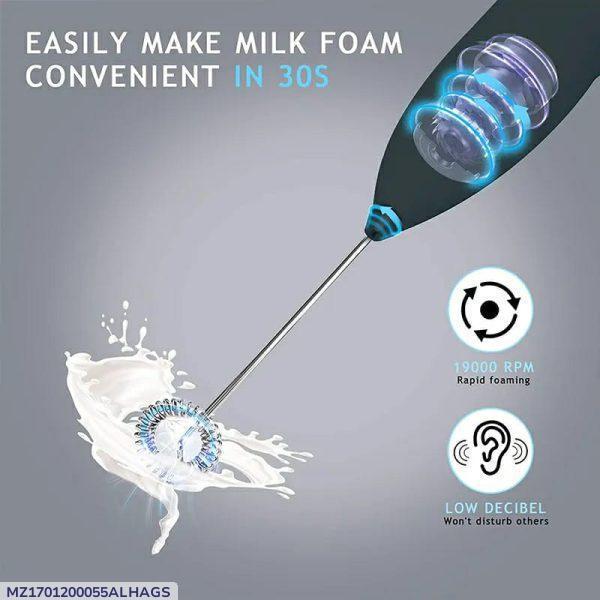 EASILY MAKE MILK FOAM
CONVENIENT IN 30S
19000 RPM
Rapid foaming
LOW DECIBEL
Won't disturb others
MZ1701200055ALHAGS